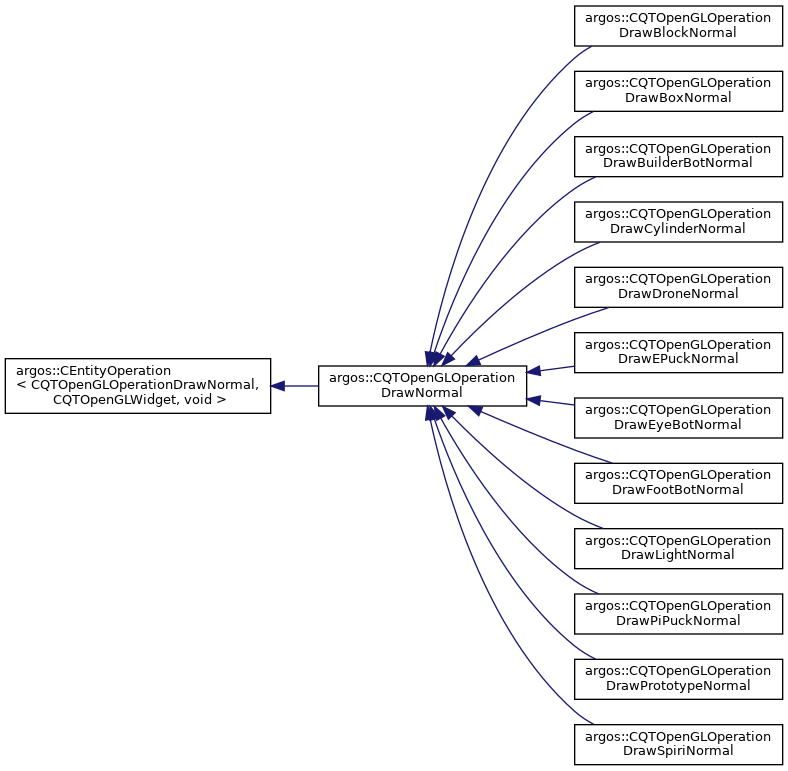 argos::CQTOpenGLOperation
DrawBlockNormal
argos::CQTOpenGLOperation
DrawBoxNormal
argos::CQTOpenGLOperation
DrawBuilderBotNormal
argos::CQTOpenGLOperation
DrawCylinderNormal
argos::CQTOpenGLOperation
DrawDroneNormal
argos::CQTOpenGLOperation
DrawEPuckNormal
argos::CEntityOperation
< CQTOpenGLOperationDrawNormal,
CQTOpenGLWidget, void >
argos::CQTOpenGLOperation
DrawNormal
argos::CQTOpenGLOperation
DrawEyeBotNormal
argos::CQTOpenGLOperation
DrawFootBotNormal
argos::CQTOpenGLOperation
DrawLightNormal
argos::CQTOpenGLOperation
DrawPiPuckNormal
argos::CQTOpenGLOperation
DrawPrototypeNormal
argos::CQTOpenGLOperation
DrawSpiriNormal